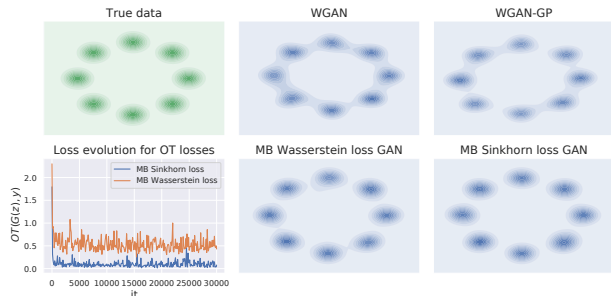 True data
WGAN
WGAN-GP
Loss evolution for OT losses
MB Wasserstein loss GAN
MB Sinkhorn loss GAN
MB Sinkhorn loss
MB Wasserstein loss
OT(G(z), y)
2.0
1.5
1.0
0.5
0.0
0 5000 10000 15000 20000 25000 30000
it